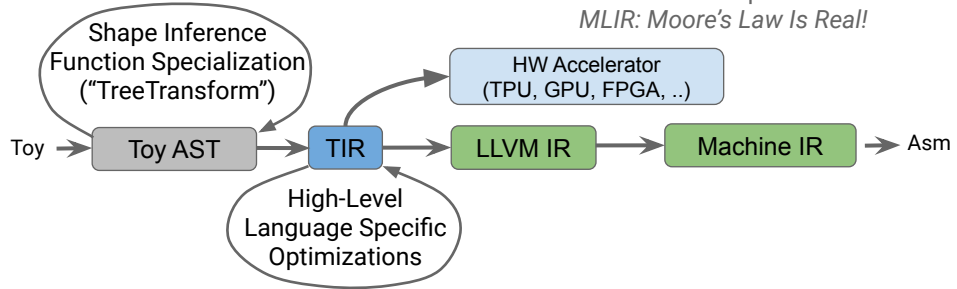 MLIR: Moore's Law Is Real!
Shape Inference
Function Specialization
(“TreeTransform”)
HW Accelerator
(TPU, GPU, FPGA, ..)
Toy
Toy AST
TIR
LLVM IR
Machine IR
Asm
High-Level
Language Specific
Optimizations